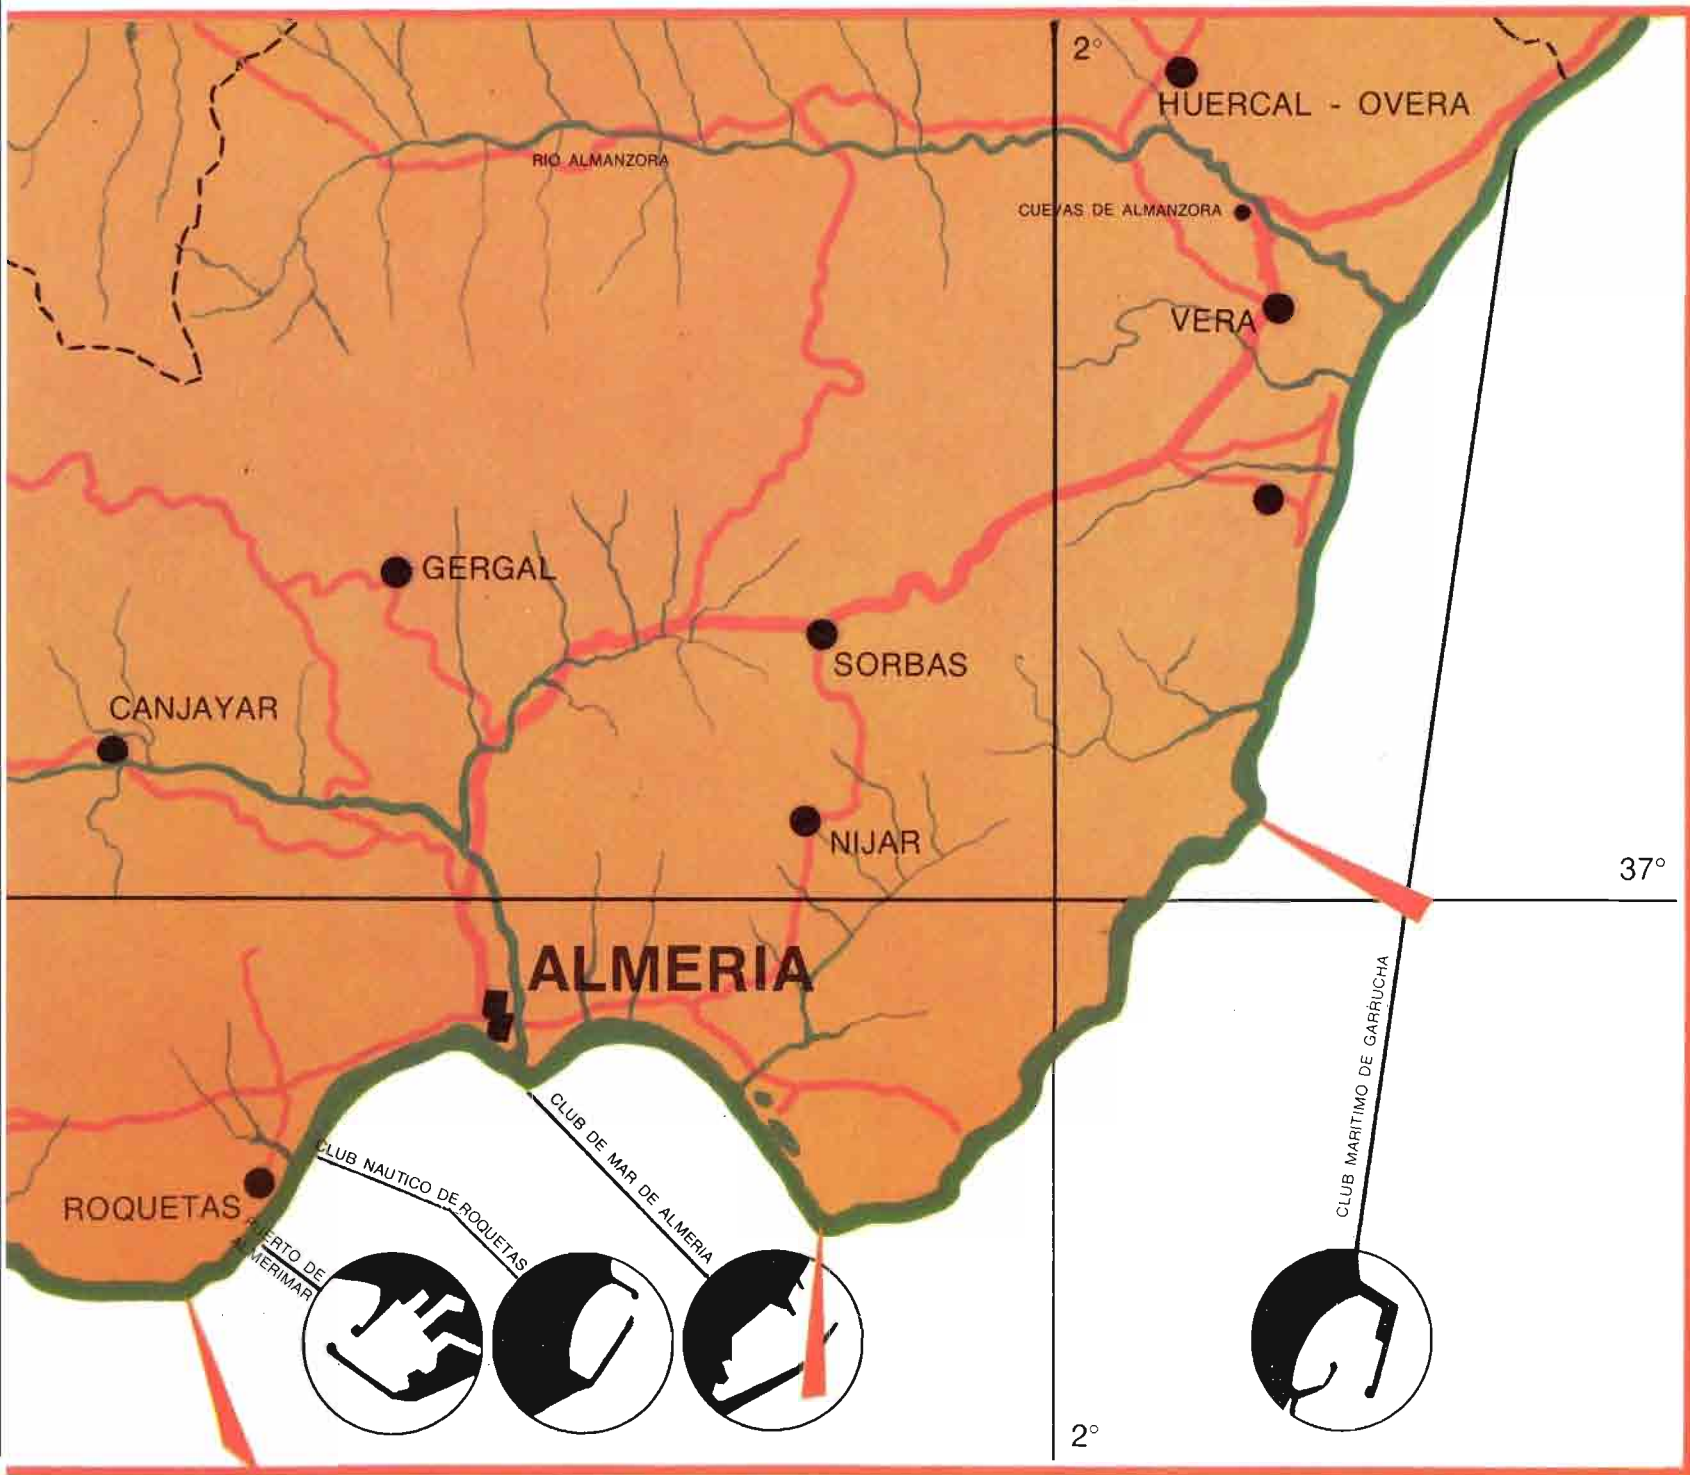 2°
HUERCAL - OVERA
RIO ALMANZORA
CUEVAS DE ALMANZORA
VERA
GERGAL
SORBAS
CANJAYAR
NIJAR
37°
ALMERIA
CLUB MARITIMO DE GARRUCHA
CLUB DE MAR DE ALMERIA
CLUB NAUTICO DE ROQUETAS
ROQUETAS
PUERTO DE
ALMERIMAR
2°